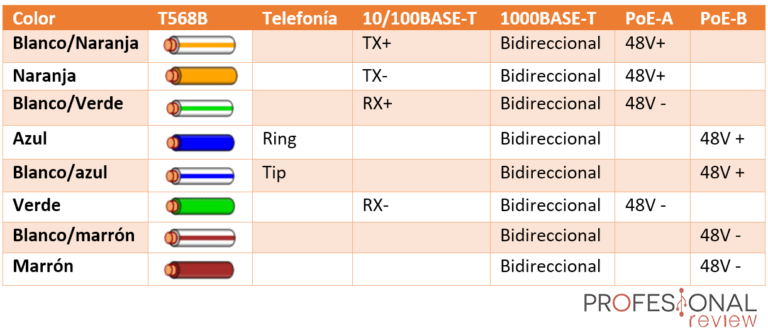 Color T568B Telefonía 10/100BASE-T 1000BASE-T PoE-A PoE-B
Blanco/Naranja TX+ Bidireccional 48V+
Naranja TX- Bidireccional 48V+
Blanco/Verde RX+ Bidireccional 48V -
Azul Ring Bidireccional 48V +
Blanco/azul Tip Bidireccional 48V +
Verde RX- Bidireccional 48V -
Blanco/marrón Bidireccional 48V -
Marrón Bidireccional 48V -
PROFESIONAL
review